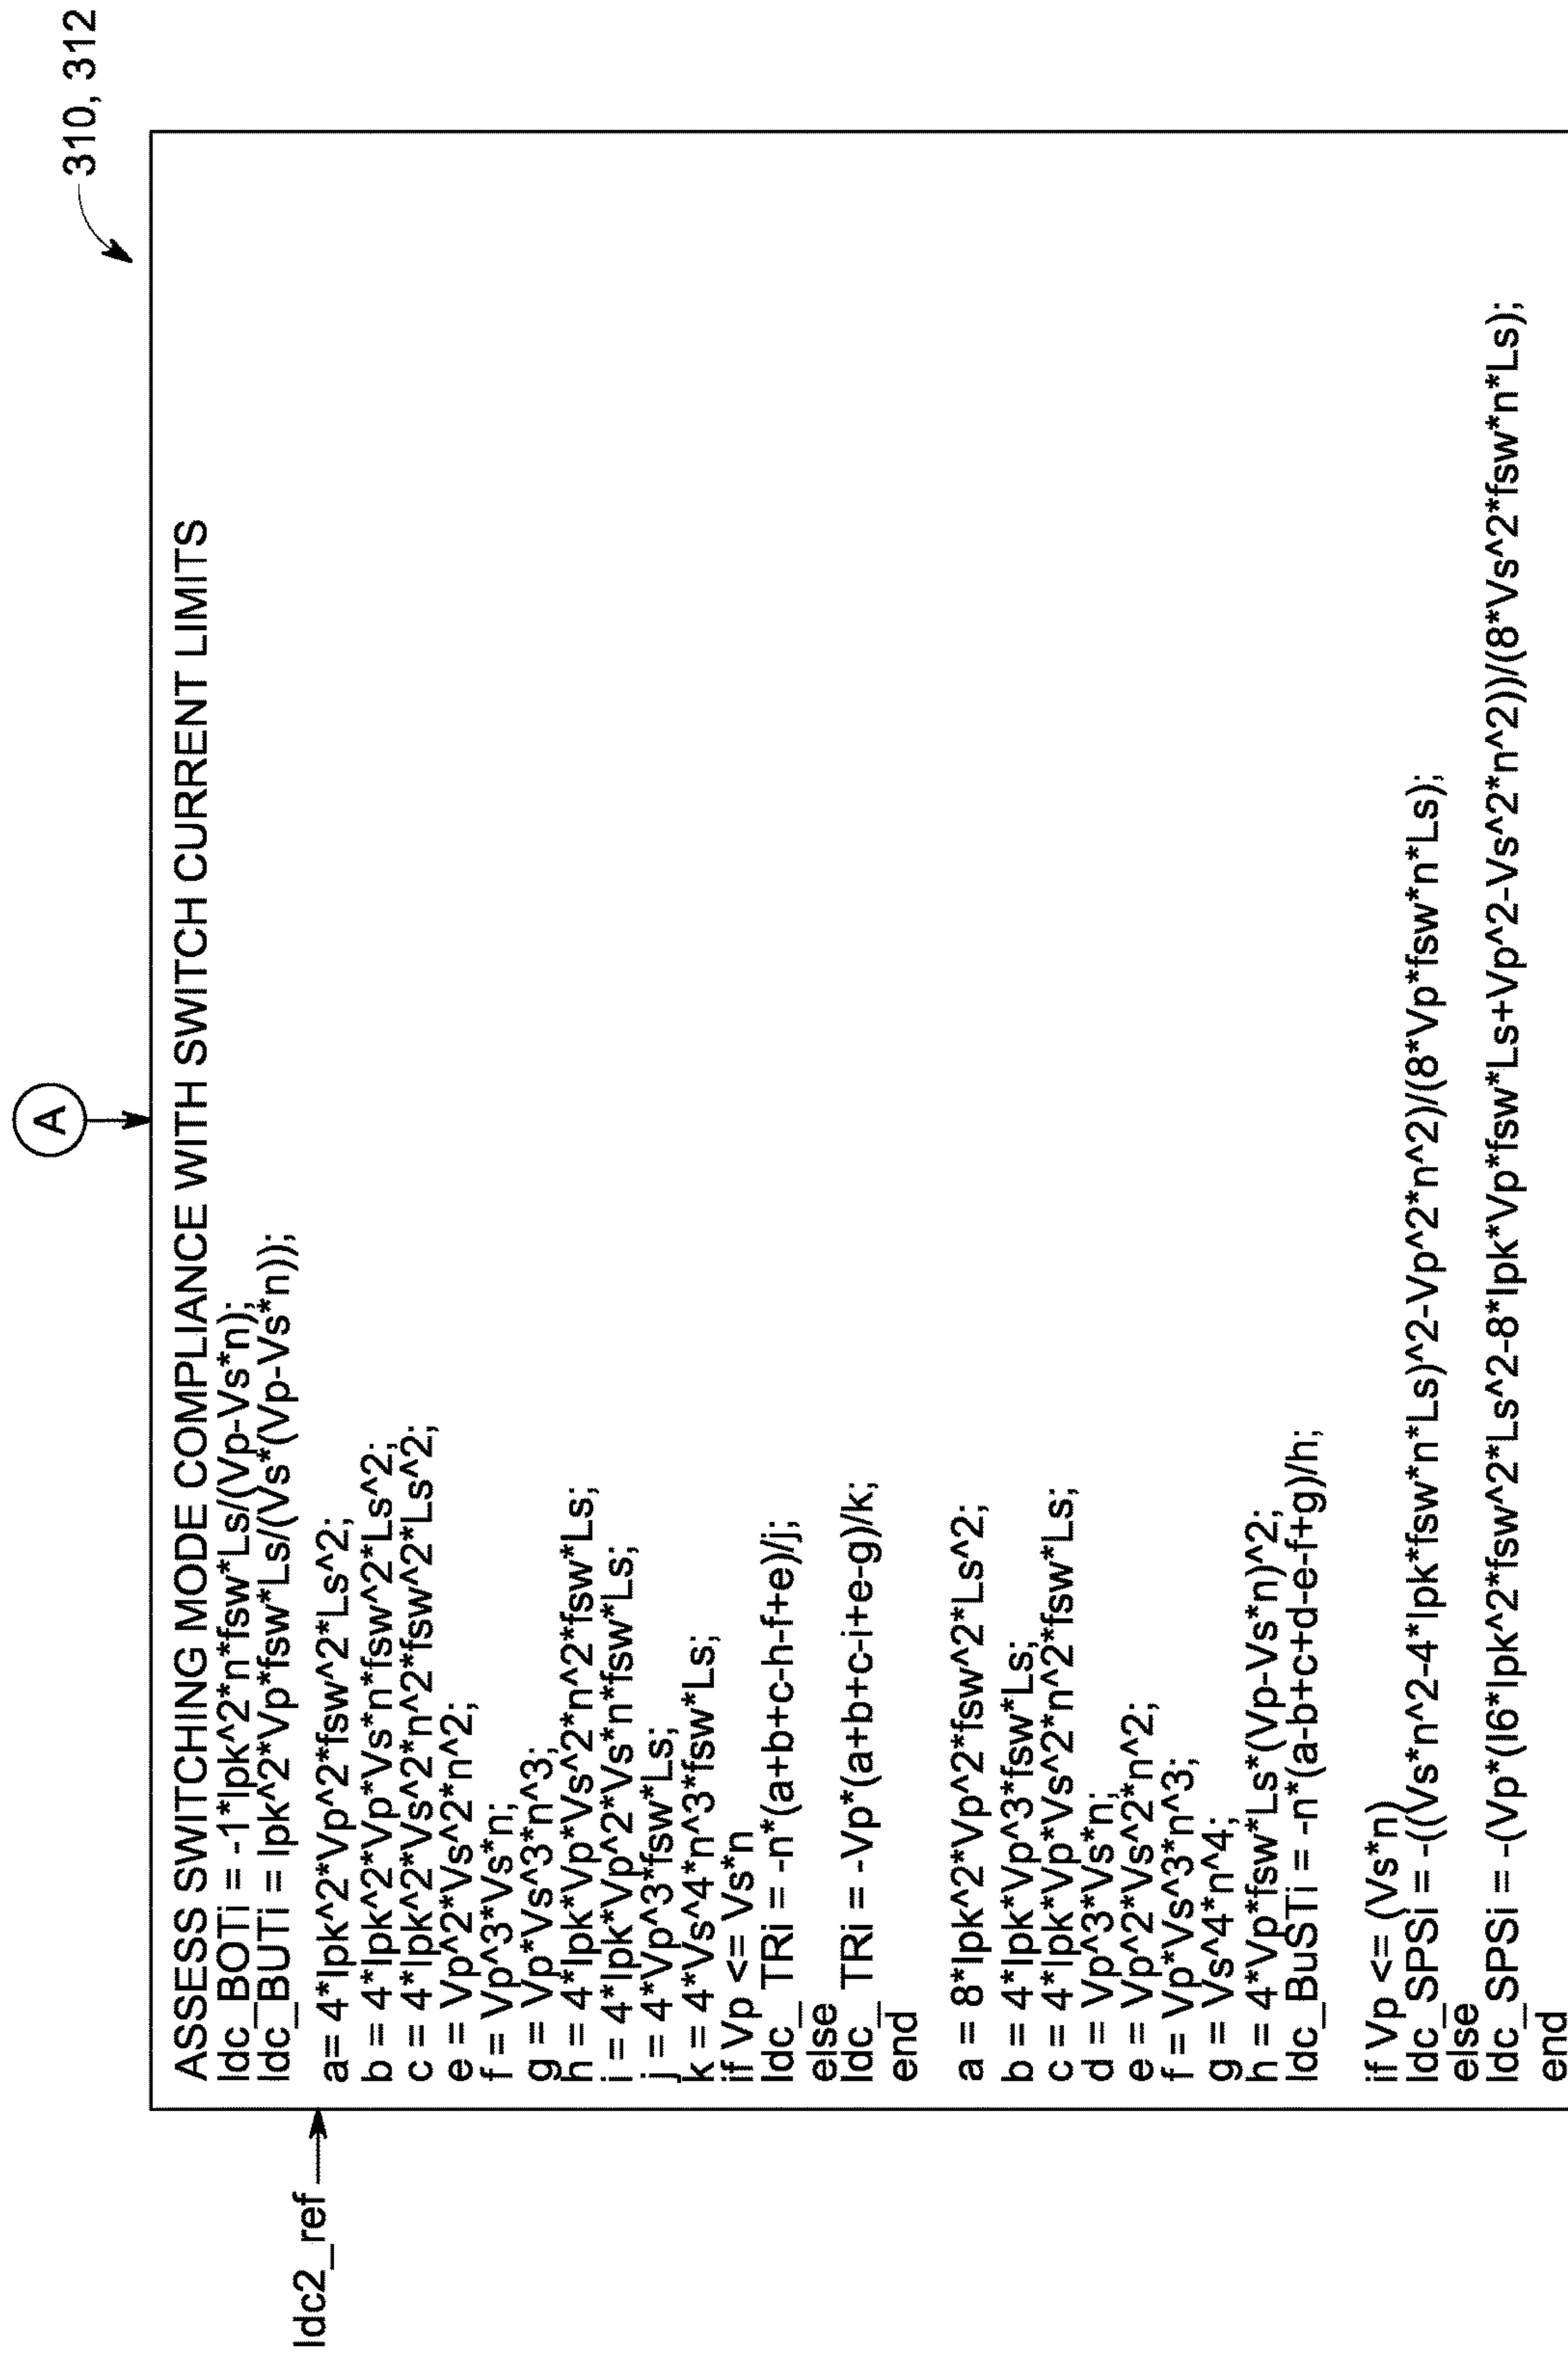 310, 312
A
Idc2_ref
ASSESS SWITCHING MODE COMPLIANCE WITH SWITCH CURRENT LIMITS
Idc_BOTi = -1*Ipk^2*n*fsw*Ls/(Vp-Vs*n);
Idc_BUTi = Ipk^2*Vp*fsw*Ls/(Vs*(Vp-Vs*n));
a= 4*Ipk^2*Vp^2*fsw^2*Ls^2;
b = 4*Ipk^2*Vp*Vs*n*fsw^2*Ls^2;
c = 4*Ipk^2*Vs^2*n^2*fsw^2*Ls^2;
e = Vp^2*Vs^2*n^2;
f = Vp^3*Vs*n;
g = Vp*Vs^3*n^3;
h = 4*Ipk*Vp*Vs^2*n^2*fsw*Ls;
i = 4*Ipk*Vp^2*Vs*n*fsw*Ls;
j = 4*Vp^3*fsw*Ls;
k = 4*Vs^4*n^3*fsw*Ls;
if Vp <= Vs*n
Idc_TRi = -n*(a+b+c-h-f+e)/j;
else
Idc_TRi = -Vp*(a+b+c-i+e-g)/k;
end
a = 8*Ipk^2*Vp^2*fsw^2*Ls^2;
b = 4*Ipk*Vp^3*fsw*Ls;
c = 4*Ipk*Vp*Vs^2*n^2*fsw*Ls;
d = Vp^3*Vs*n;
e = Vp^2*Vs^2*n^2;
f = Vp*Vs^3*n^3;
g = Vs^4*n^4;
h = 4*Vp*fsw*Ls*(Vp-Vs*n)^2;
Idc_BuSTi = -n*(a-b+c+d-e-f+g)/h;
if Vp <= (Vs*n)
Idc_SPSi = -((Vs*n^2-4*Ipk*fsw*n*Ls)^2-Vp^2*n^2)/(8*Vp*fsw*n*Ls);
else
Idc_SPSi = -(Vp*(I6*Ipk^2*fsw^2*Ls^2-8*Ipk*Vp*fsw*Ls+Vp^2-Vs^2*n^2))/(8*Vs^2*fsw*n*Ls);
end